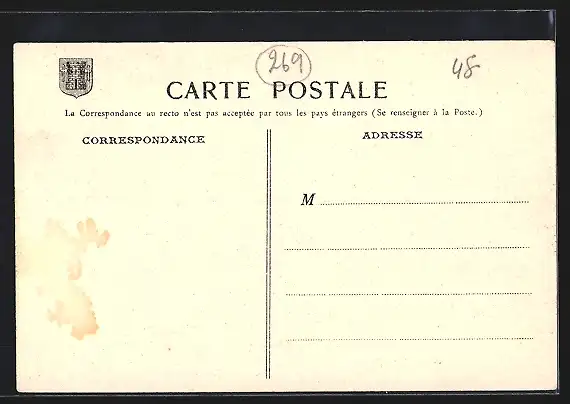 269
48
CARTE POSTALE
La Correspondance au recto n'est pas acceptée par tous les pays étrangers (Se renseigner à la Poste.)
CORRESPONDANCE
ADRESSE
M